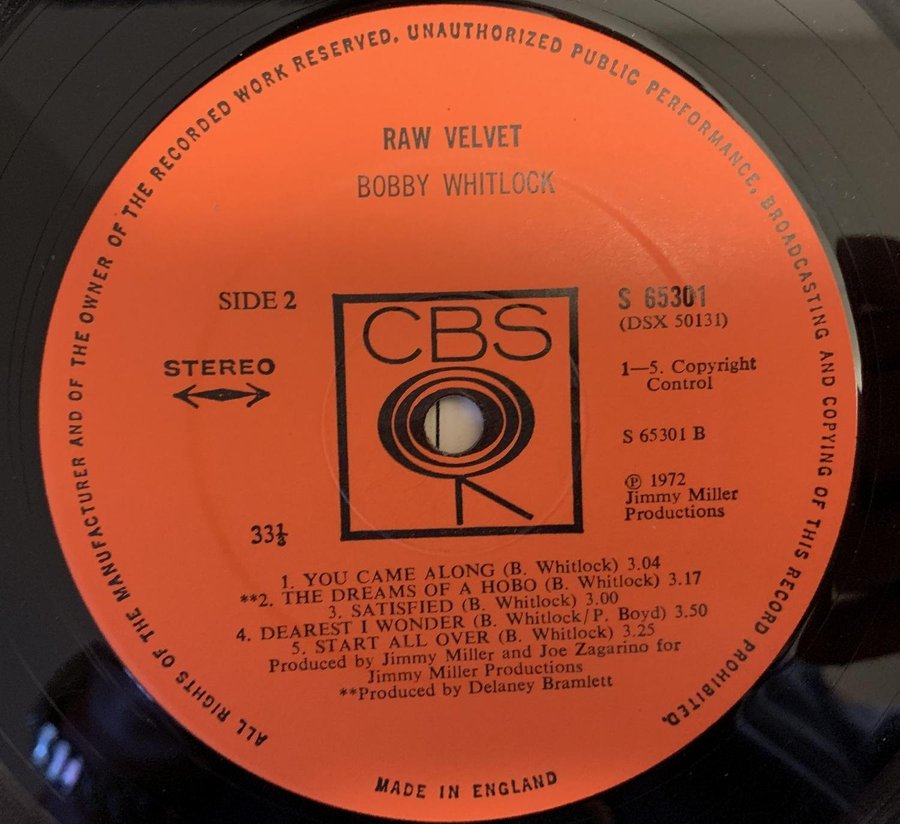 ALL RIGHTS OF THE MANUFACTURER AND OF THE OWNER OF THE RECORDED WORK RESERVED. UNAUTHORIZED PUBLIC PERFORMANCE, BROADCASTING AND COPYING OF THIS RECORD PROHIBITED.
RAW VELVET
BOBBY WHITLOCK
SIDE 2
STEREO
33⅓
CBS
S 65301
(DSX 50131)
1—5. Copyright
Control
S 65301 B
℗ 1972
Jimmy Miller
Productions
1. YOU CAME ALONG (B. Whitlock) 3.04
**2. THE DREAMS OF A HOBO (B. Whitlock) 3.17
3. SATISFIED (B. Whitlock) 3.00
4. DEAREST I WONDER (B. Whitlock/P. Boyd) 3.50
5. START ALL OVER (B. Whitlock) 3.25
Produced by Jimmy Miller and Joe Zagarino for
Jimmy Miller Productions
**Produced by Delaney Bramlett
MADE IN ENGLAND